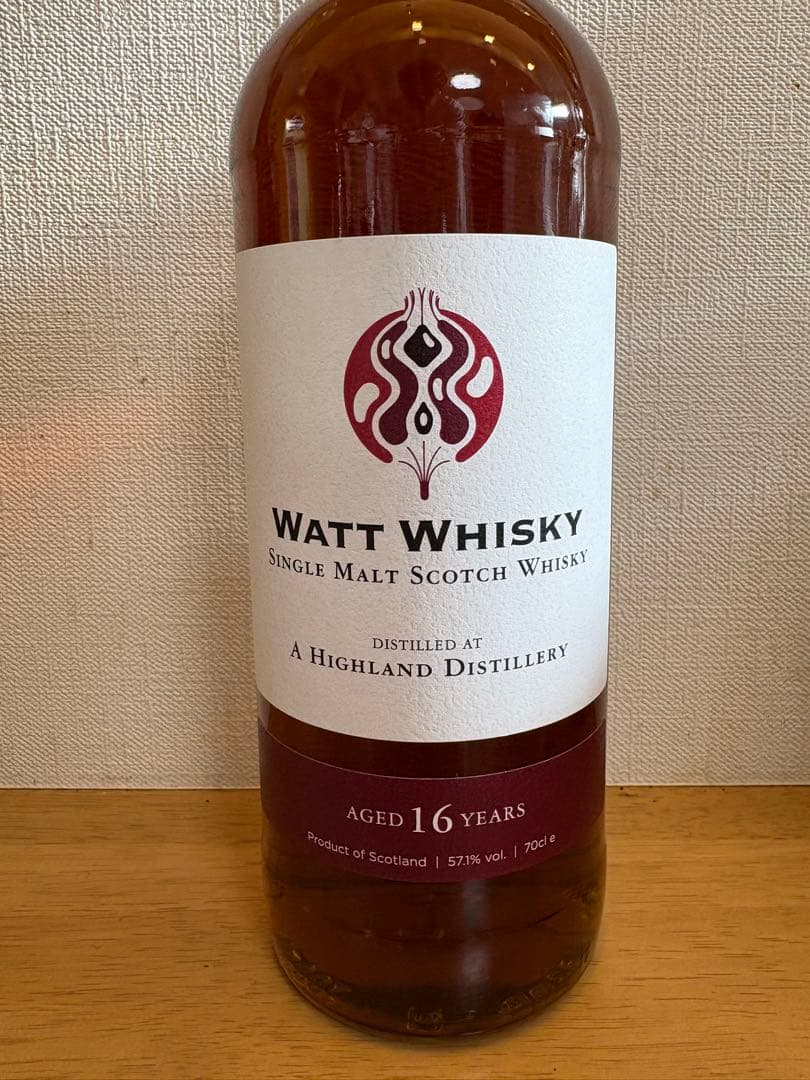 WATT WHISKY
SINGLE MALT SCOTCH WHISKY
DISTILLED AT
A HIGHLAND DISTILLERY
AGED 16 YEARS
Product of Scotland | 57.1% vol. | 70cl e